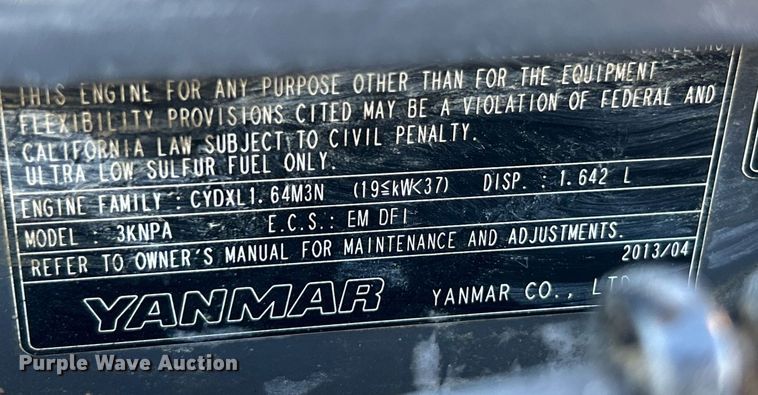 THIS ENGINE FOR ANY PURPOSE OTHER THAN FOR THE EQUIPMENT
FLEXIBILITY PROVISIONS CITED MAY BE A VIOLATION OF FEDERAL AND
CALIFORNIA LAW SUBJECT TO CIVIL PENALTY.
ULTRA LOW SULFUR FUEL ONLY.
ENGINE FAMILY : CYDXL1.64M3N (19≦kW<37) DISP. : 1.642 L
MODEL : 3KNPA E.C.S.: EM DFI
REFER TO OWNER'S MANUAL FOR MAINTENANCE AND ADJUSTMENTS.
2013/04
YANMAR YANMAR CO., LTD
Purple Wave Auction